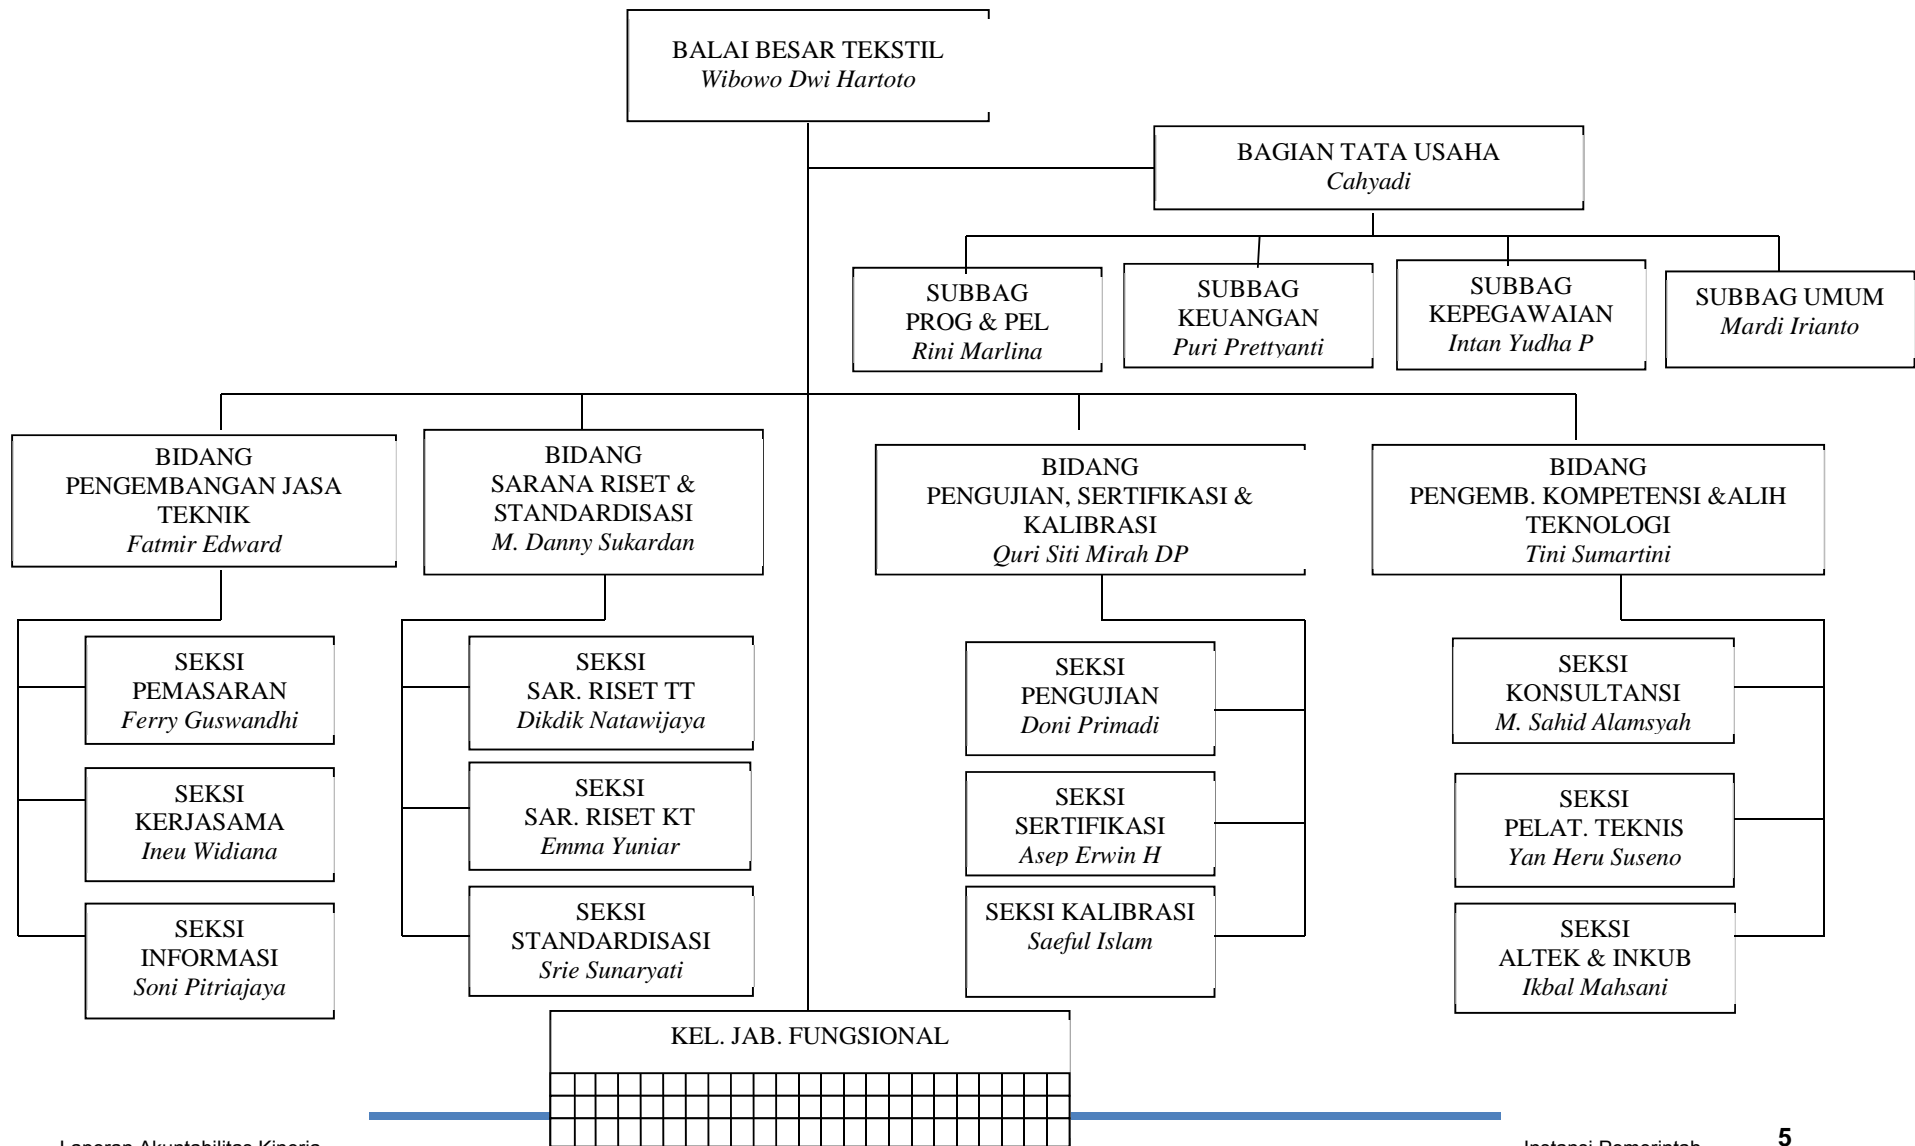 BALAI BESAR TEKSTIL
Wibowo Dwi Hartoto
BAGIAN TATA USAHA
Cahyadi
SUBBAG
PROG & PEL
Rini Marlina
SUBBAG
KEUANGAN
Puri Prettyanti
SUBBAG
KEPEGAWAIAN
Intan Yudha P
SUBBAG UMUM
Mardi Irianto
BIDANG
PENGEMBANGAN JASA
TEKNIK
Fatmir Edward
BIDANG
SARANA RISET &
STANDARDISASI
M. Danny Sukardan
BIDANG
PENGUJIAN, SERTIFIKASI &
KALIBRASI
Quri Siti Mirah DP
BIDANG
PENGEMB. KOMPETENSI &ALIH
TEKNOLOGI
Tini Sumartini
SEKSI
PEMASARAN
Ferry Guswandhi
SEKSI
KERJASAMA
Ineu Widiana
SEKSI
INFORMASI
Soni Pitriajaya
SEKSI
SAR. RISET TT
Dikdik Natawijaya
SEKSI
SAR. RISET KT
Emma Yuniar
SEKSI
STANDARDISASI
Srie Sunaryati
SEKSI
PENGUJIAN
Doni Primadi
SEKSI
SERTIFIKASI
Asep Erwin H
SEKSI KALIBRASI
Saeful Islam
SEKSI
KONSULTANSI
M. Sahid Alamsyah
SEKSI
PELAT. TEKNIS
Yan Heru Suseno
SEKSI
ALTEK & INKUB
Ikbal Mahsani
KEL. JAB. FUNGSIONAL
Laporan Akuntabilitas Kinerja
Instansi Pemerintah
5